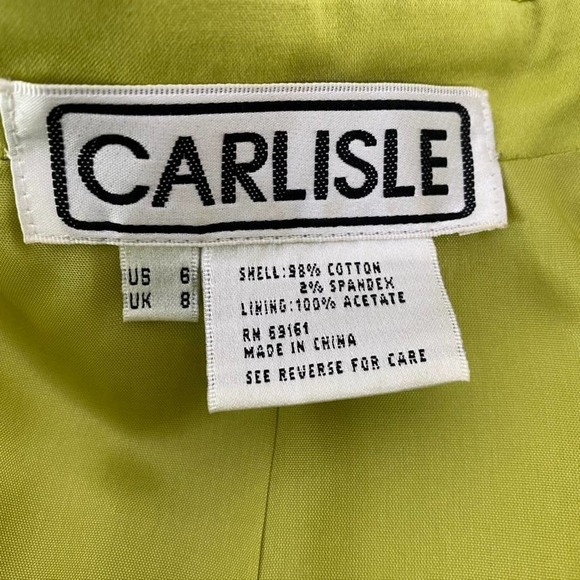 CARLISLE
US 6
UK 8
SHELL:98% COTTON
2% SPANDEX
LINING:100% ACETATE
RN 69161
MADE IN CHINA
SEE REVERSE FOR CARE